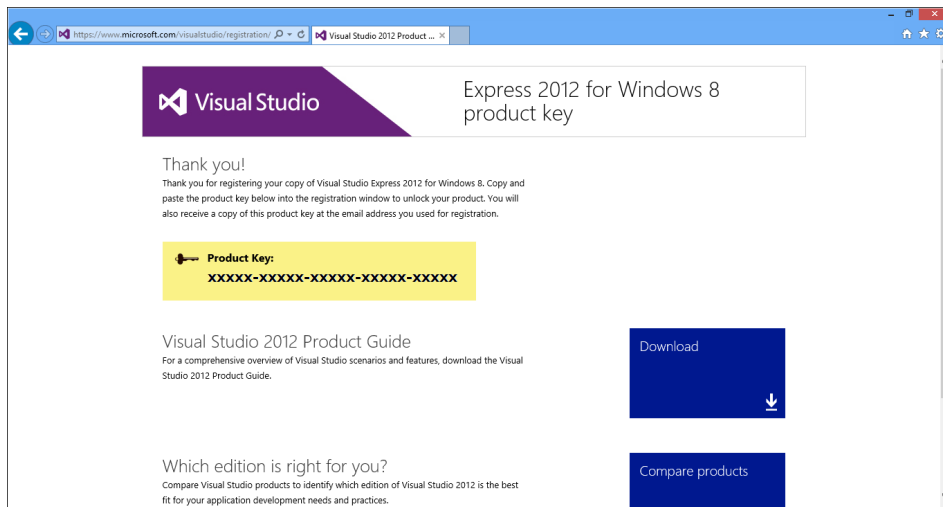 https://www.microsoft.com/visualstudio/registration/
Visual Studio 2012 Product ...
Visual Studio
Express 2012 for Windows 8
product key
Thank you!
Thank you for registering your copy of Visual Studio Express 2012 for Windows 8. Copy and
paste the product key below into the registration window to unlock your product. You will
also receive a copy of this product key at the email address you used for registration.
Product Key:
XXXXX-XXXXX-XXXXX-XXXXX-XXXXX
Visual Studio 2012 Product Guide
For a comprehensive overview of Visual Studio scenarios and features, download the Visual
Studio 2012 Product Guide.
Download
Which edition is right for you?
Compare Visual Studio products to identify which edition of Visual Studio 2012 is the best
fit for your application development needs and practices.
Compare products